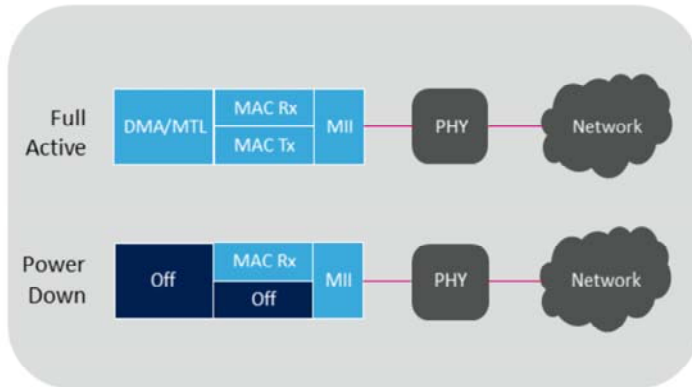 Full
Active
DMA/MTL
MAC Rx
MAC Tx
MII
PHY
Network
Power
Down
Off
MAC Rx
Off
MII
PHY
Network